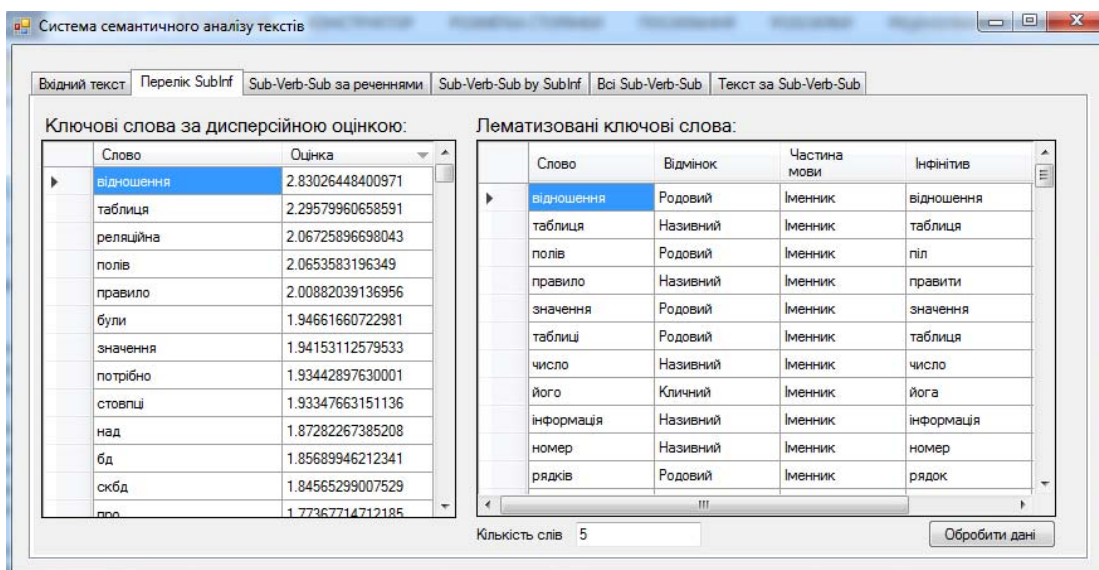 Система семантичного аналізу текстів
Вхідний текст Перелік SubInf Sub-Verb-Sub за реченнями Sub-Verb-Sub by SubInf Всі Sub-Verb-Sub Текст за Sub-Verb-Sub
Ключові слова за дисперсійною оцінкою:
Слово Оцінка
відношення 2.83026448400971
таблиця 2.29579960658591
реляційна 2.06725896698043
полів 2.0653583196349
правило 2.00882039136956
були 1.94661660722981
значення 1.94153112579533
потрібно 1.93442897630001
стовпці 1.93347663151136
над 1.87282267385208
бд 1.85689946212341
скбд 1.84565299007529
про 1.77367714712185
Лематизовані ключові слова:
Слово Відмінок Частина мови Інфінітив
відношення Родовий Іменник відношення
таблиця Називний Іменник таблиця
полів Родовий Іменник піл
правило Називний Іменник правити
значення Родовий Іменник значення
таблиці Родовий Іменник таблиця
число Називний Іменник число
його Кличний Іменник йога
інформація Називний Іменник інформація
номер Називний Іменник номер
рядків Родовий Іменник рядок
Кількість слів 5
Обробити дані